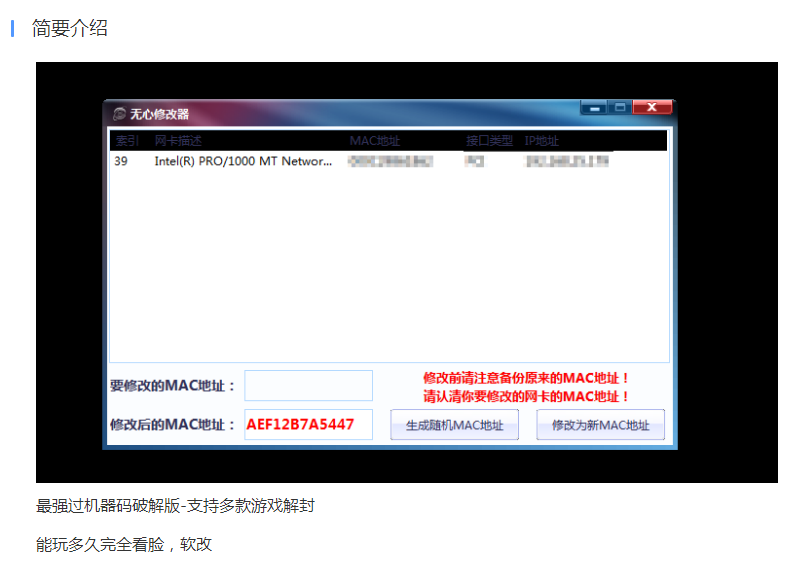 简要介绍
无心修改器
索引 网卡描述 MAC地址 接口类型 IP地址
39 Intel(R) PRO/1000 MT Networ...
要修改的MAC地址：
修改前请注意备份原来的MAC地址！
请认清你要修改的网卡的MAC地址！
修改后的MAC地址： AEF12B7A5447 生成随机MAC地址 修改为新MAC地址
最强过机器码破解版-支持多款游戏解封
能玩多久完全看脸，软改